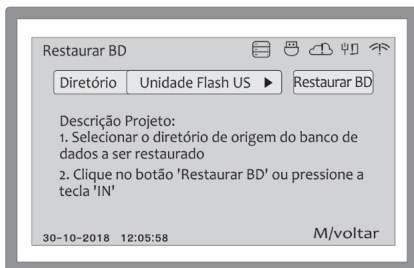 Restaurar BD
Diretório Unidade Flash US ▶ Restaurar BD
Descrição Projeto:
1. Selecionar o diretório de origem do banco de
dados a ser restaurado
2. Clique no botão 'Restaurar BD' ou pressione a
tecla 'IN'
30-10-2018 12:05:58 M/voltar